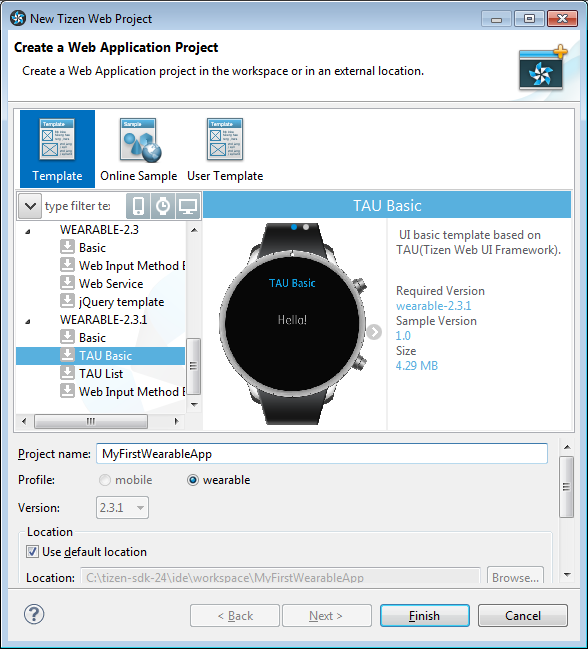 New Tizen Web Project
Create a Web Application Project
Create a Web Application project in the workspace or in an external location.
Template Online Sample User Template
type filter te:
TAU Basic
WEARABLE-2.3
Basic
Web Input Method E
Web Service
jQuery template
WEARABLE-2.3.1
Basic
TAU Basic
TAU List
Web Input Method E
TAU Basic
Hello!
UI basic template based on
TAU(Tizen Web UI Framework).
Required Version
wearable-2.3.1
Sample Version
1.0
Size
4.29 MB
Project name: MyFirstWearableApp
Profile: mobile wearable
Version: 2.3.1
Location
Use default location
Location: C:\tizen-sdk-24\ide\workspace\MyFirstWearableApp Browse...
? < Back Next > Finish Cancel